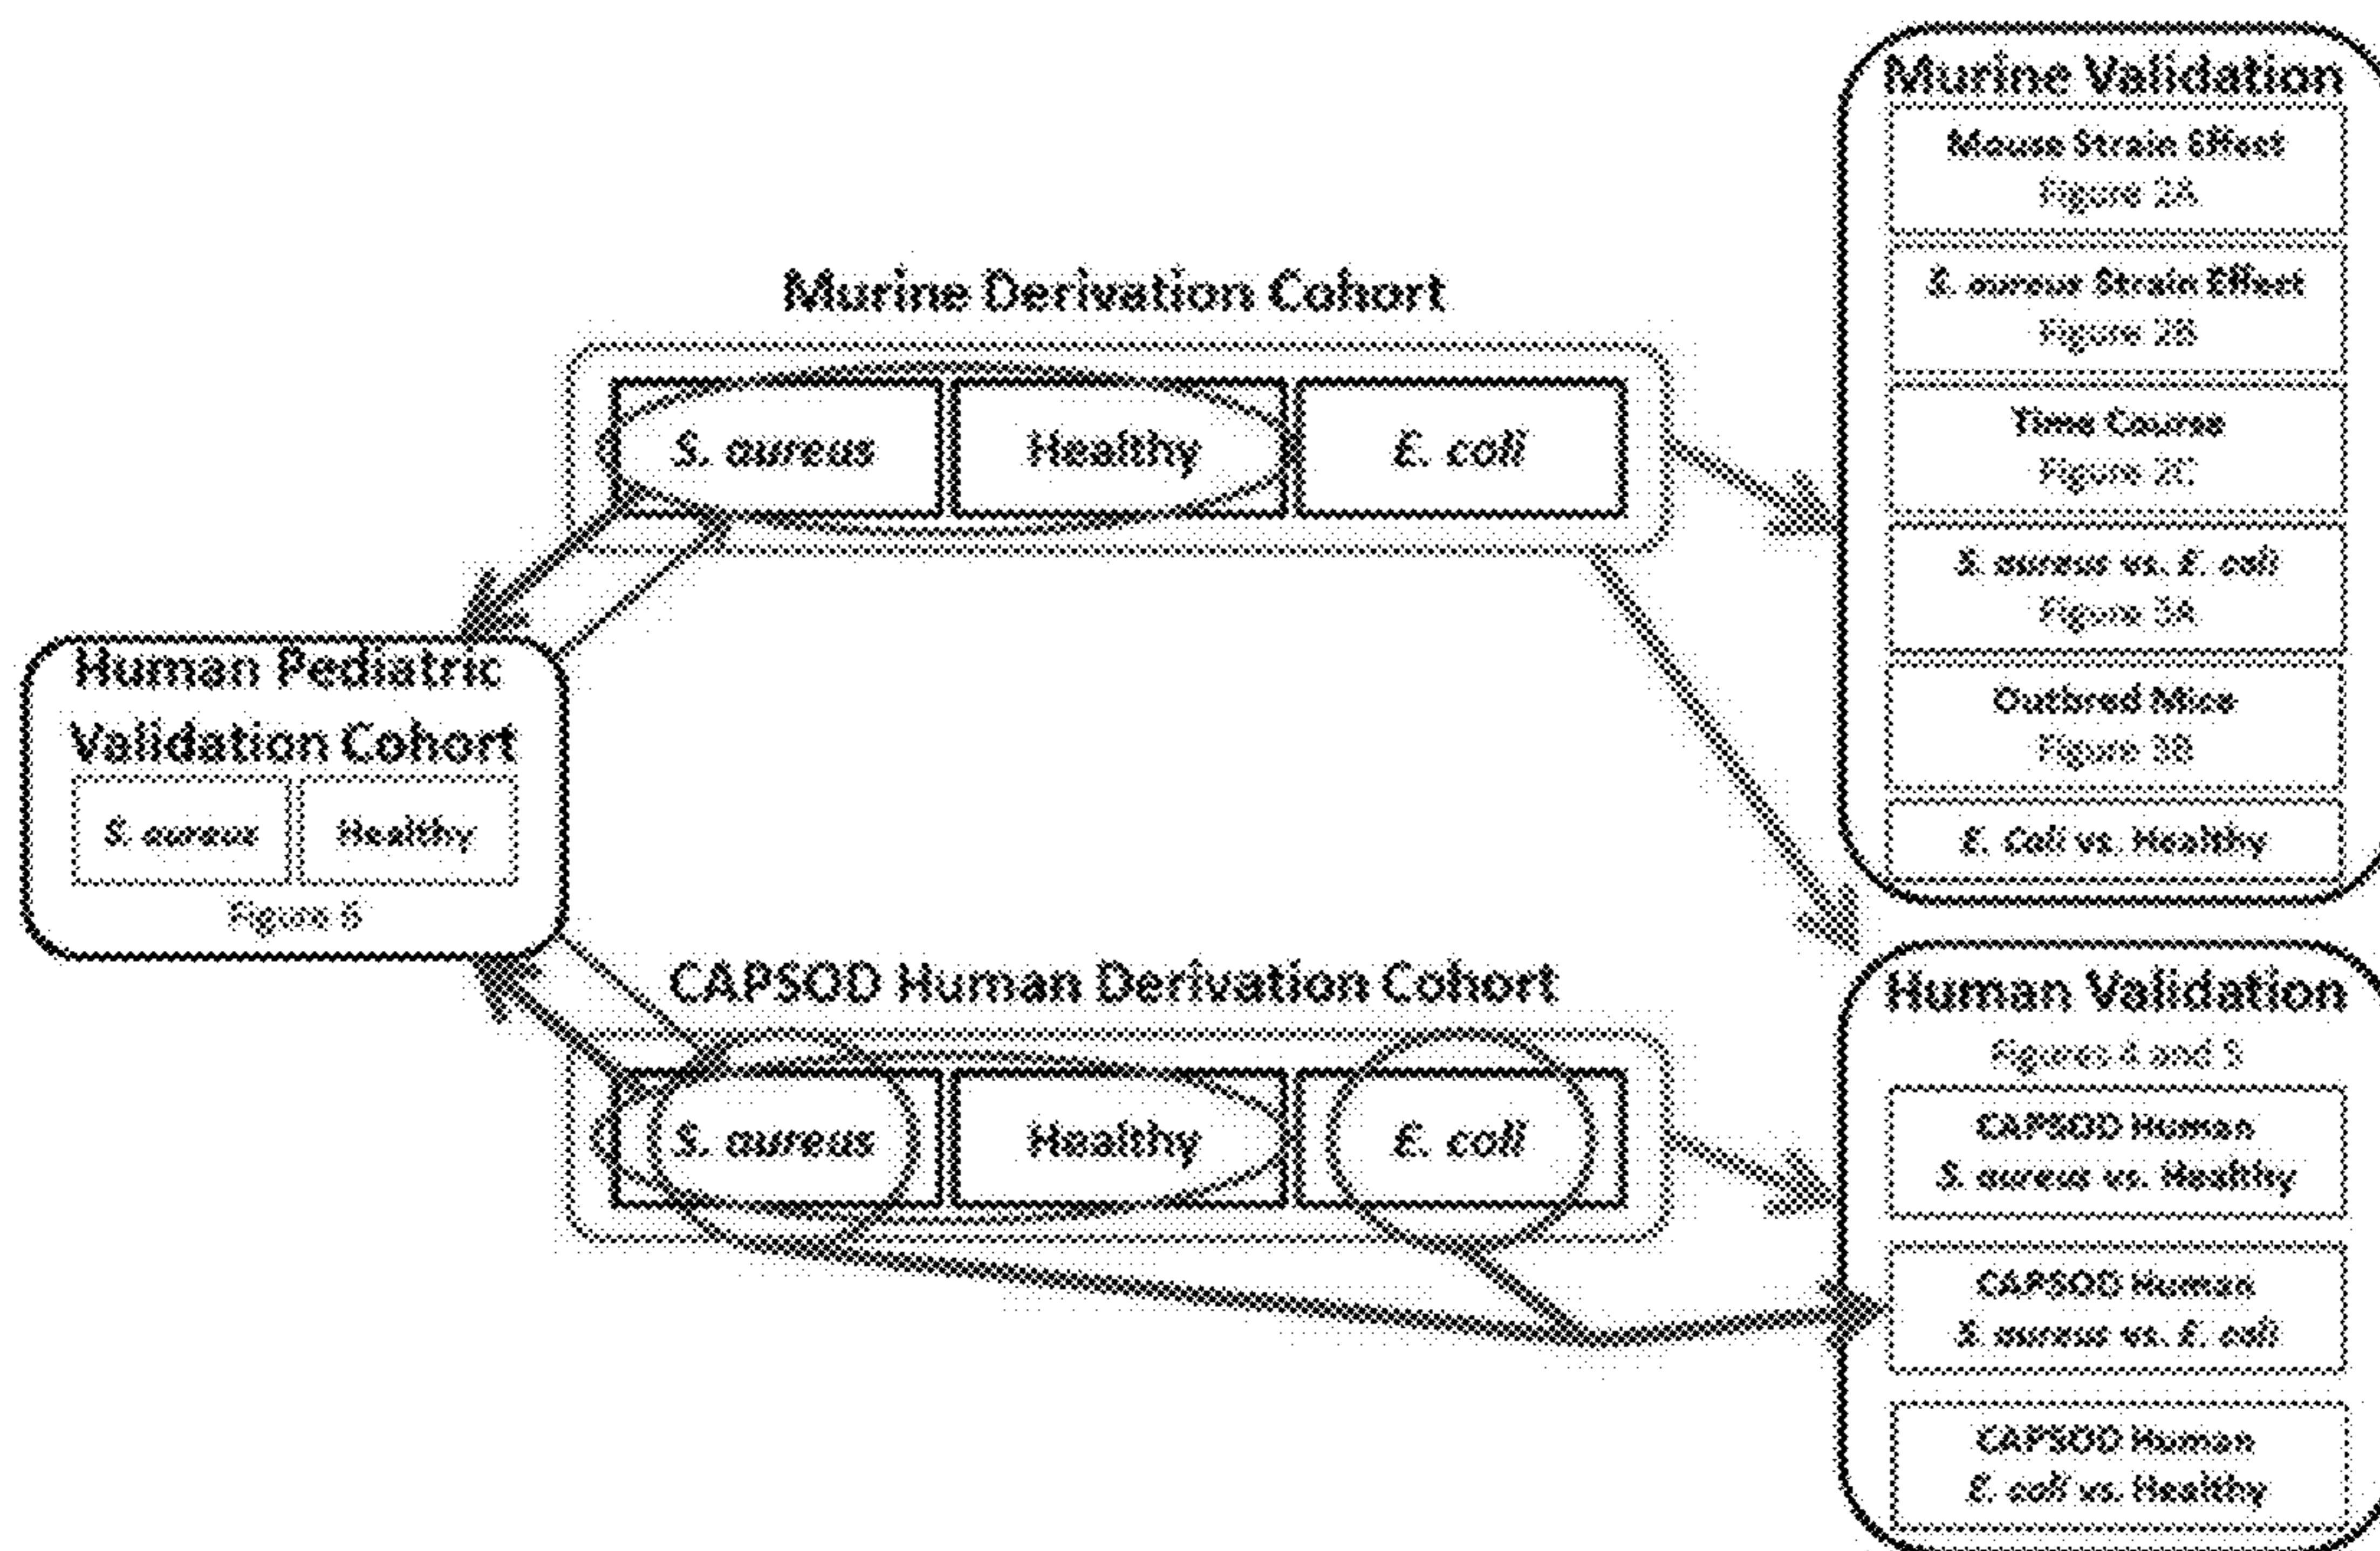 Murine Validation
Mouse Strain Effect
Figure 2A
S. aureus Strain Effect
Figure 2B
Time Course
Figure 2C
S. aureus vs. E. coli
Figure 3A
Outbred Mice
Figure 3B
E. Coli vs. Healthy
Murine Derivation Cohort
S. aureus Healthy E. coli
Human Pediatric
Validation Cohort
S. aureus Healthy
Figure 6
CAPSOD Human Derivation Cohort
S. aureus Healthy E. coli
Human Validation
Figures 4 and 5
CAPSOD Human
S. aureus vs. Healthy
CAPSOD Human
S. aureus vs. E. coli
CAPSOD Human
E. coli vs. Healthy